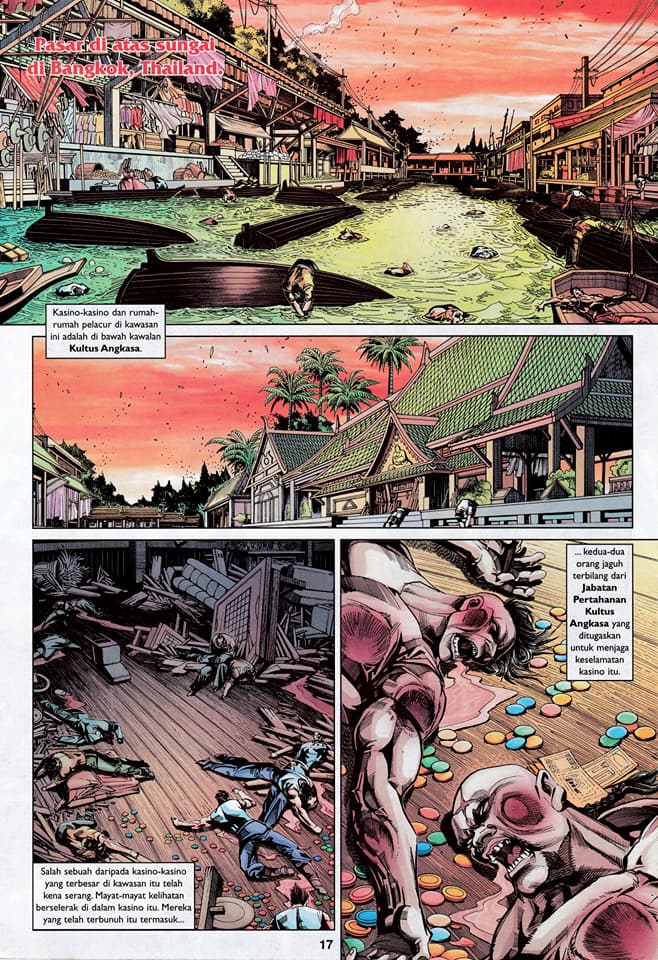 Pasar di atas sungai
di Bangkok, Thailand.
Kasino-kasino dan rumah-
rumah pelacur di kawasan
ini adalah di bawah kawalan
Kultus Angkasa.
... kedua-dua
orang jaguh
terbilang dari
Jabatan
Pertahanan
Kultus
Angkasa yang
ditugaskan
untuk menjaga
keselamatan
kasino itu.
Salah sebuah daripada kasino-kasino
yang terbesar di kawasan itu telah
kena serang. Mayat-mayat kelihatan
berselerak di dalam kasino itu. Mereka
yang telah terbunuh itu termasuk...
17